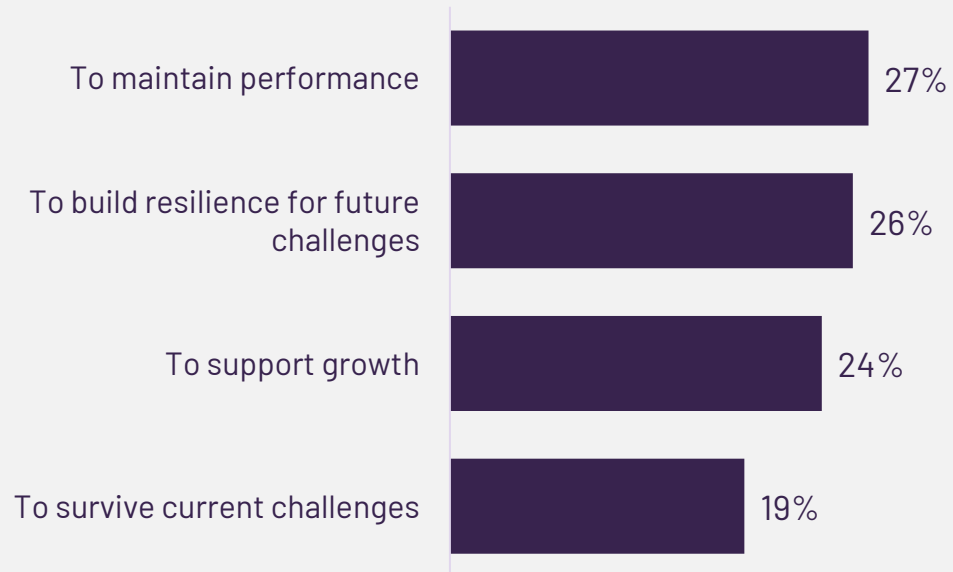 To maintain performance
27%
To build resilience for future
challenges
26%
To support growth
24%
To survive current challenges
19%